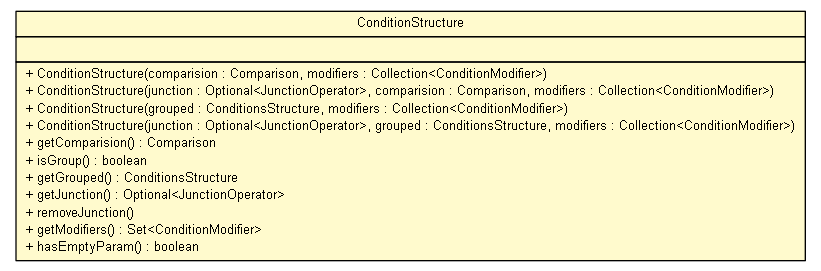 ConditionStructure
+ ConditionStructure(comparision : Comparison, modifiers : Collection<ConditionModifier>)
+ ConditionStructure(junction : Optional<JunctionOperator>, comparision : Comparison, modifiers : Collection<ConditionModifier>)
+ ConditionStructure(grouped : ConditionsStructure, modifiers : Collection<ConditionModifier>)
+ ConditionStructure(junction : Optional<JunctionOperator>, grouped : ConditionsStructure, modifiers : Collection<ConditionModifier>)
+ getComparision() : Comparison
+ isGroup() : boolean
+ getGrouped() : ConditionsStructure
+ getJunction() : Optional<JunctionOperator>
+ removeJunction()
+ getModifiers() : Set<ConditionModifier>
+ hasEmptyParam() : boolean